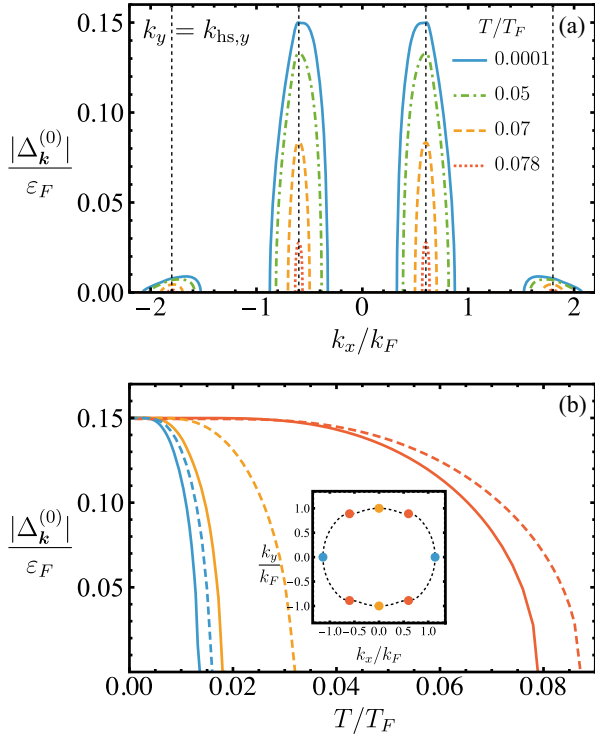 k_y = k_{hs,y}
(a)
T/T_F
0.0001
0.05
0.07
0.078
|Δ_k^{(0)}| / ε_F
0.15
0.10
0.05
0.00
−2 −1 0 1 2
k_x/k_F
(b)
|Δ_k^{(0)}| / ε_F
0.15
0.10
0.05
k_y / k_F
1.0
0.5
0.0
−0.5
−1.0
−1.0 −0.5 0.0 0.5 1.0
k_x/k_F
0.00 0.02 0.04 0.06 0.08
T/T_F